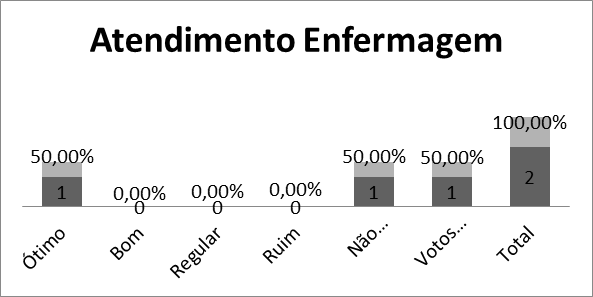 Atendimento Enfermagem
50,00% 0,00% 0,00% 0,00% 50,00% 50,00% 100,00%
1 0 0 0 1 1 2
Ótimo Bom Regular Ruim Não... Votos... Total